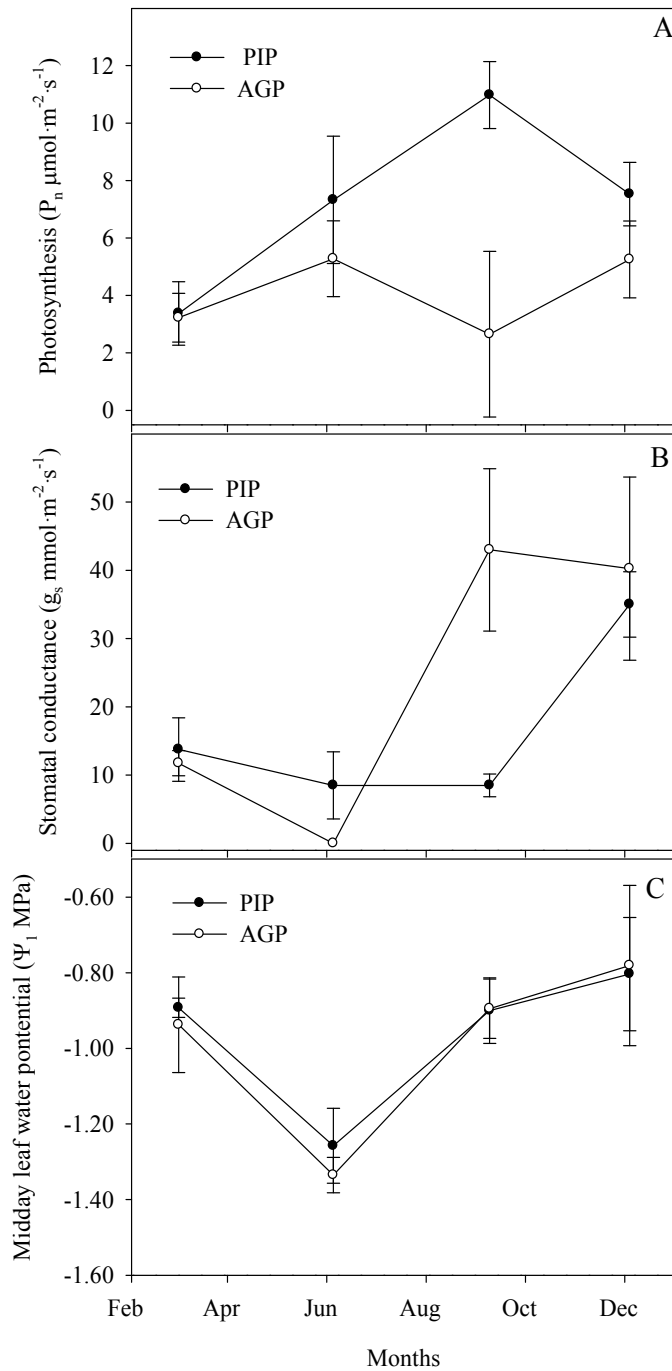 A
PIP
AGP
12
10
8
6
4
2
0
Photosynthesis (Pn μmol·m-2·s-1)
B
PIP
AGP
50
40
30
20
10
0
Stomatal conductance (gs mmol·m-2·s-1)
C
PIP
AGP
-0.60
-0.80
-1.00
-1.20
-1.40
-1.60
Midday leaf water pontential (Ψ1 MPa)
Feb Apr Jun Aug Oct Dec
Months